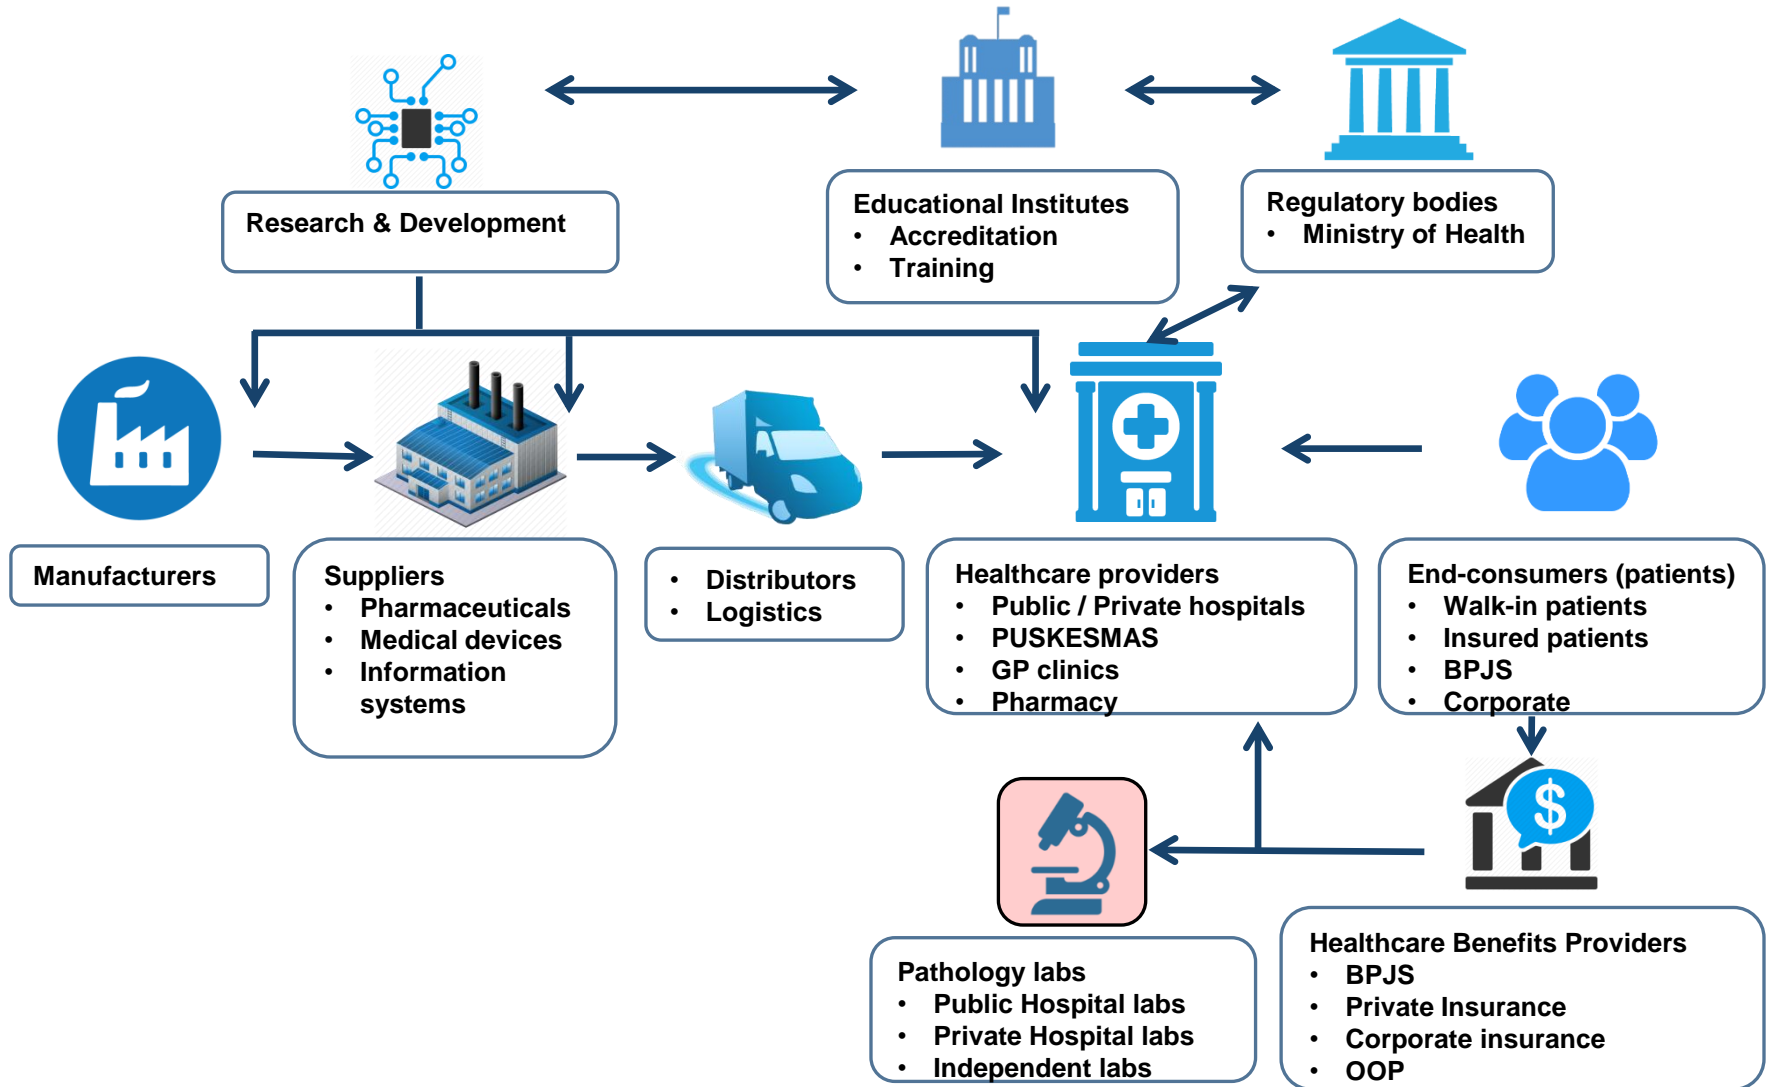 Research & Development
Educational Institutes
• Accreditation
• Training
Regulatory bodies
• Ministry of Health
Manufacturers
Suppliers
• Pharmaceuticals
• Medical devices
• Information
systems
• Distributors
• Logistics
Healthcare providers
• Public / Private hospitals
• PUSKESMAS
• GP clinics
• Pharmacy
End-consumers (patients)
• Walk-in patients
• Insured patients
• BPJS
• Corporate
$
Pathology labs
• Public Hospital labs
• Private Hospital labs
• Independent labs
Healthcare Benefits Providers
• BPJS
• Private Insurance
• Corporate insurance
• OOP